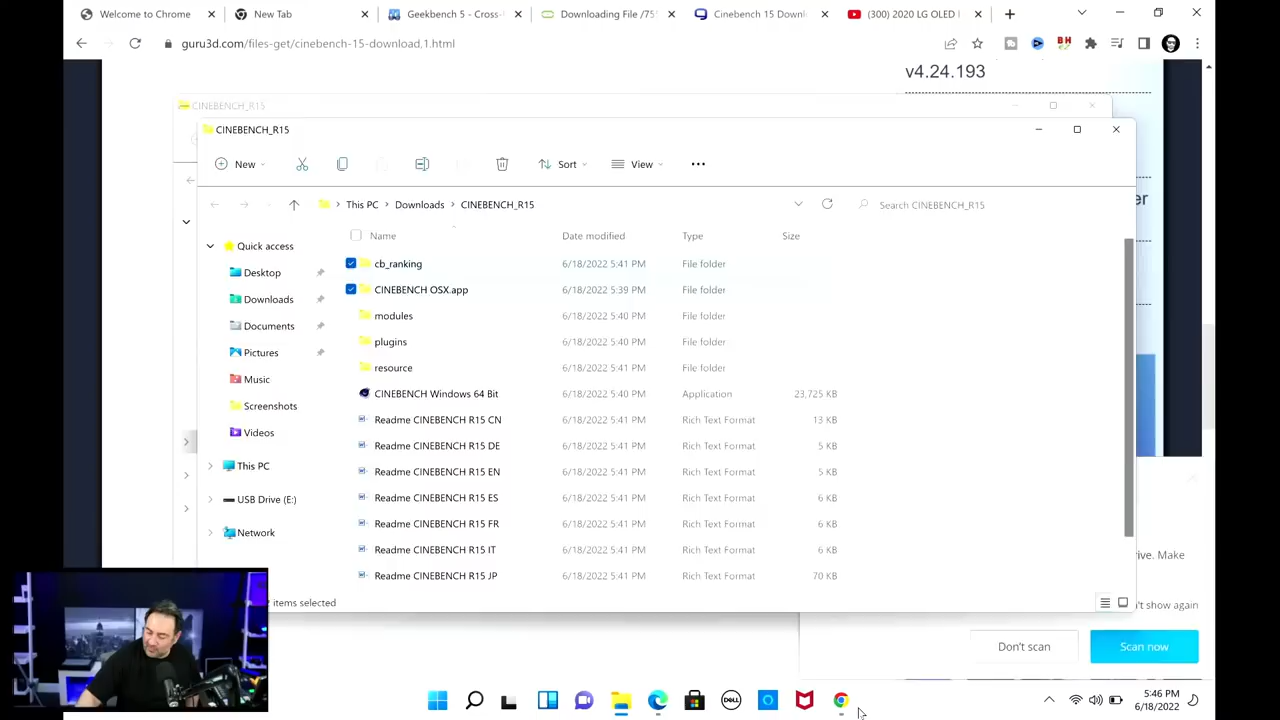 Welcome to Chrome
New Tab
Geekbench 5 - Cross-
Downloading File /75
Cinebench 15 Downl
(300) 2020 LG OLED
guru3d.com/files-get/cinebench-15-download,1.html
BH
v4.24.193
CINEBENCH_R15
CINEBENCH_R15
New
Sort
View
This PC
Downloads
CINEBENCH_R15
Search CINEBENCH_R15
Name
Date modified
Type
Size
Quick access
Desktop
Downloads
Documents
Pictures
Music
Screenshots
Videos
This PC
USB Drive (E:)
Network
cb_ranking 6/18/2022 5:41 PM File folder
CINEBENCH OSX.app 6/18/2022 5:39 PM File folder
modules 6/18/2022 5:40 PM File folder
plugins 6/18/2022 5:40 PM File folder
resource 6/18/2022 5:41 PM File folder
CINEBENCH Windows 64 Bit 6/18/2022 5:40 PM Application 23,725 KB
Readme CINEBENCH R15 CN 6/18/2022 5:41 PM Rich Text Format 13 KB
Readme CINEBENCH R15 DE 6/18/2022 5:41 PM Rich Text Format 5 KB
Readme CINEBENCH R15 EN 6/18/2022 5:41 PM Rich Text Format 5 KB
Readme CINEBENCH R15 ES 6/18/2022 5:41 PM Rich Text Format 6 KB
Readme CINEBENCH R15 FR 6/18/2022 5:41 PM Rich Text Format 6 KB
Readme CINEBENCH R15 IT 6/18/2022 5:41 PM Rich Text Format 6 KB
Readme CINEBENCH R15 JP 6/18/2022 5:41 PM Rich Text Format 70 KB
items selected
er
rive. Make
n't show again
Don't scan
Scan now
DELL
5:46 PM
6/18/2022